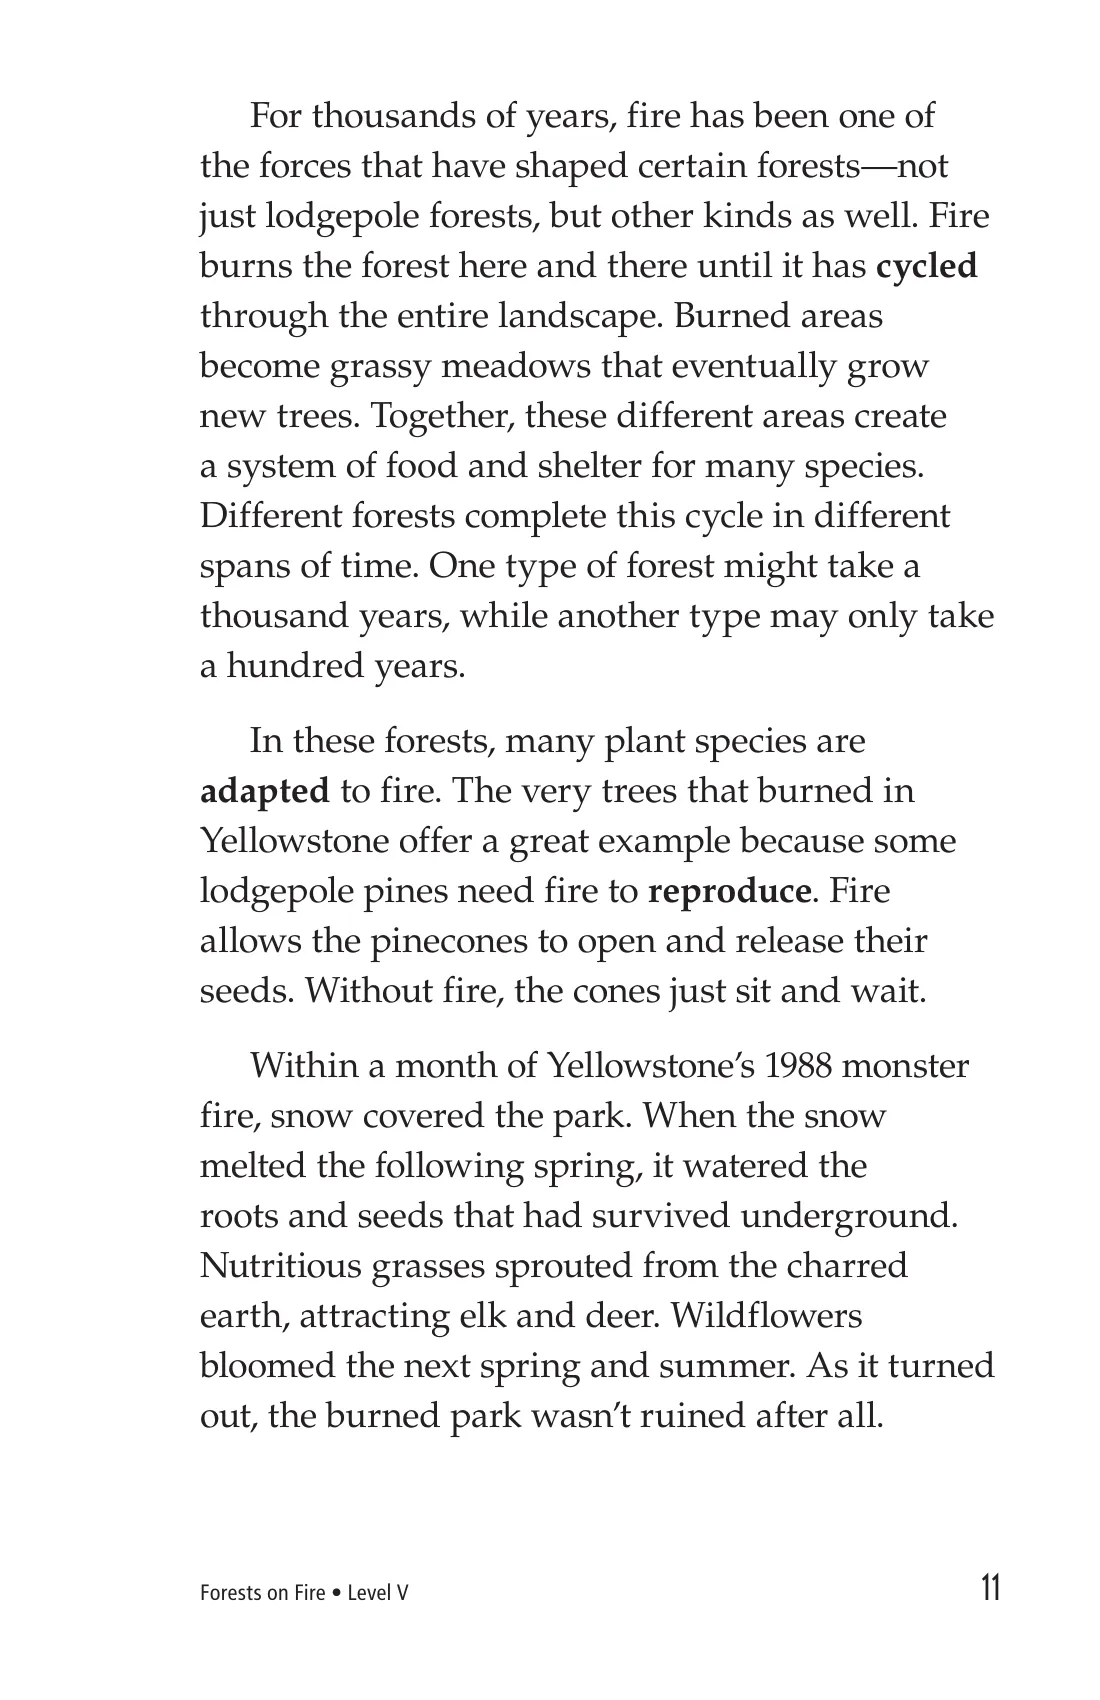 For thousands of years, fire has been one of
the forces that have shaped certain forests—not
just lodgepole forests, but other kinds as well. Fire
burns the forest here and there until it has cycled
through the entire landscape. Burned areas
become grassy meadows that eventually grow
new trees. Together, these different areas create
a system of food and shelter for many species.
Different forests complete this cycle in different
spans of time. One type of forest might take a
thousand years, while another type may only take
a hundred years.
In these forests, many plant species are
adapted to fire. The very trees that burned in
Yellowstone offer a great example because some
lodgepole pines need fire to reproduce. Fire
allows the pinecones to open and release their
seeds. Without fire, the cones just sit and wait.
Within a month of Yellowstone’s 1988 monster
fire, snow covered the park. When the snow
melted the following spring, it watered the
roots and seeds that had survived underground.
Nutritious grasses sprouted from the charred
earth, attracting elk and deer. Wildflowers
bloomed the next spring and summer. As it turned
out, the burned park wasn’t ruined after all.
Forests on Fire • Level V
11